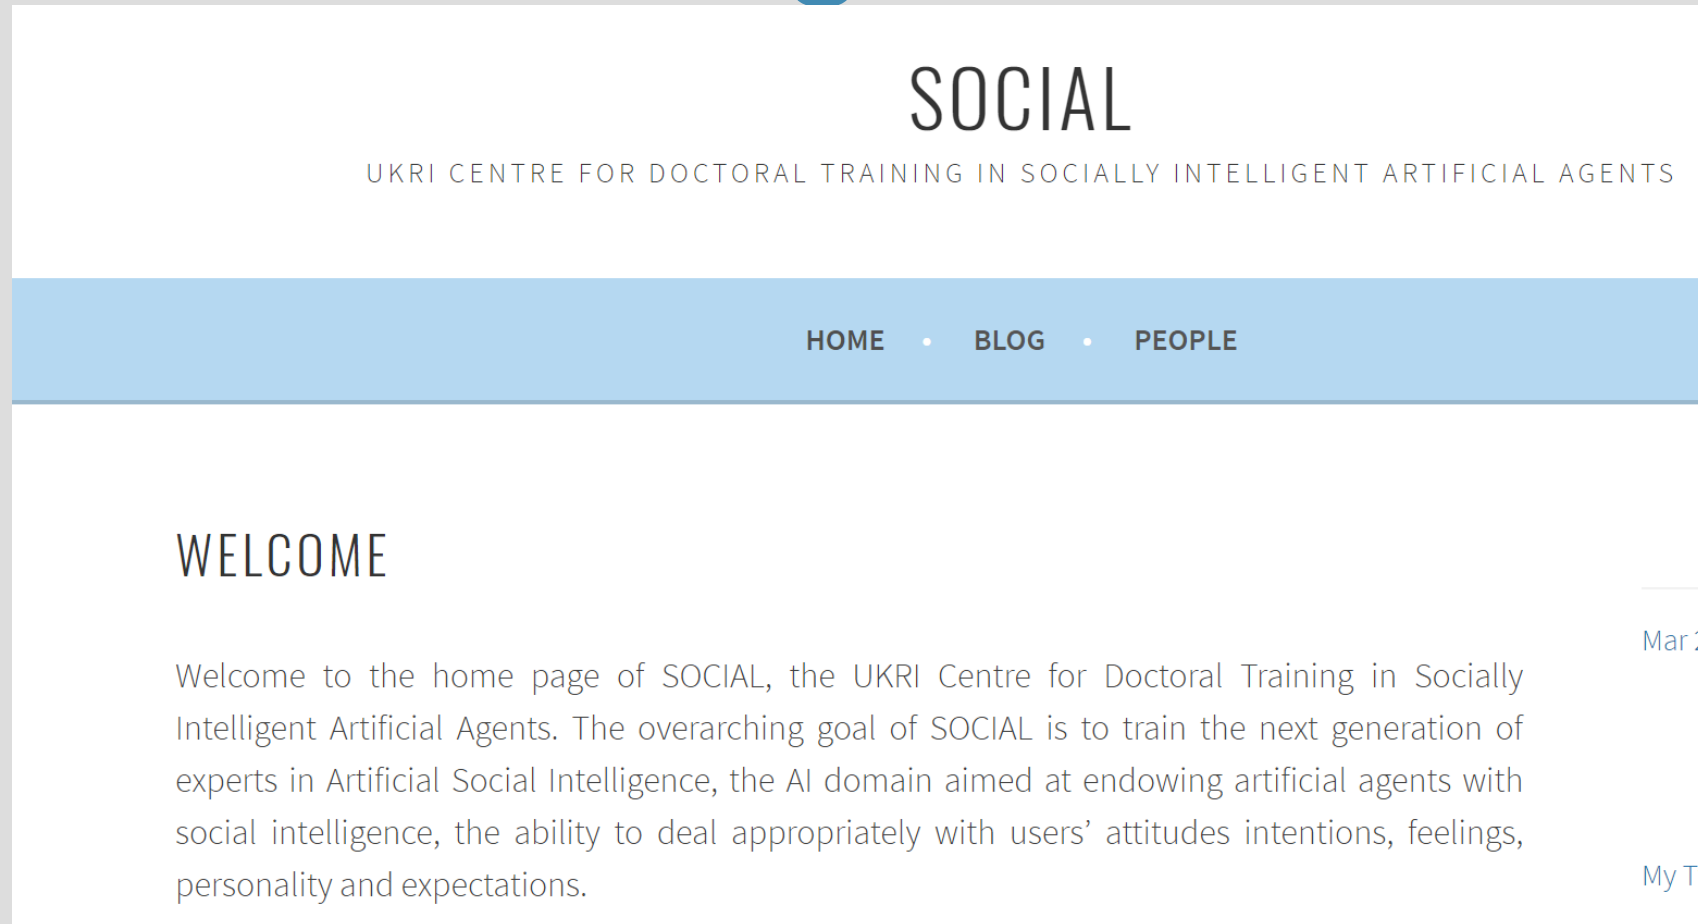 SOCIAL
UKRI CENTRE FOR DOCTORAL TRAINING IN SOCIALLY INTELLIGENT ARTIFICIAL AGENTS
HOME • BLOG • PEOPLE
WELCOME
Welcome to the home page of SOCIAL, the UKRI Centre for Doctoral Training in Socially
Intelligent Artificial Agents. The overarching goal of SOCIAL is to train the next generation of
experts in Artificial Social Intelligence, the AI domain aimed at endowing artificial agents with
social intelligence, the ability to deal appropriately with users’ attitudes intentions, feelings,
personality and expectations.
Mar
My